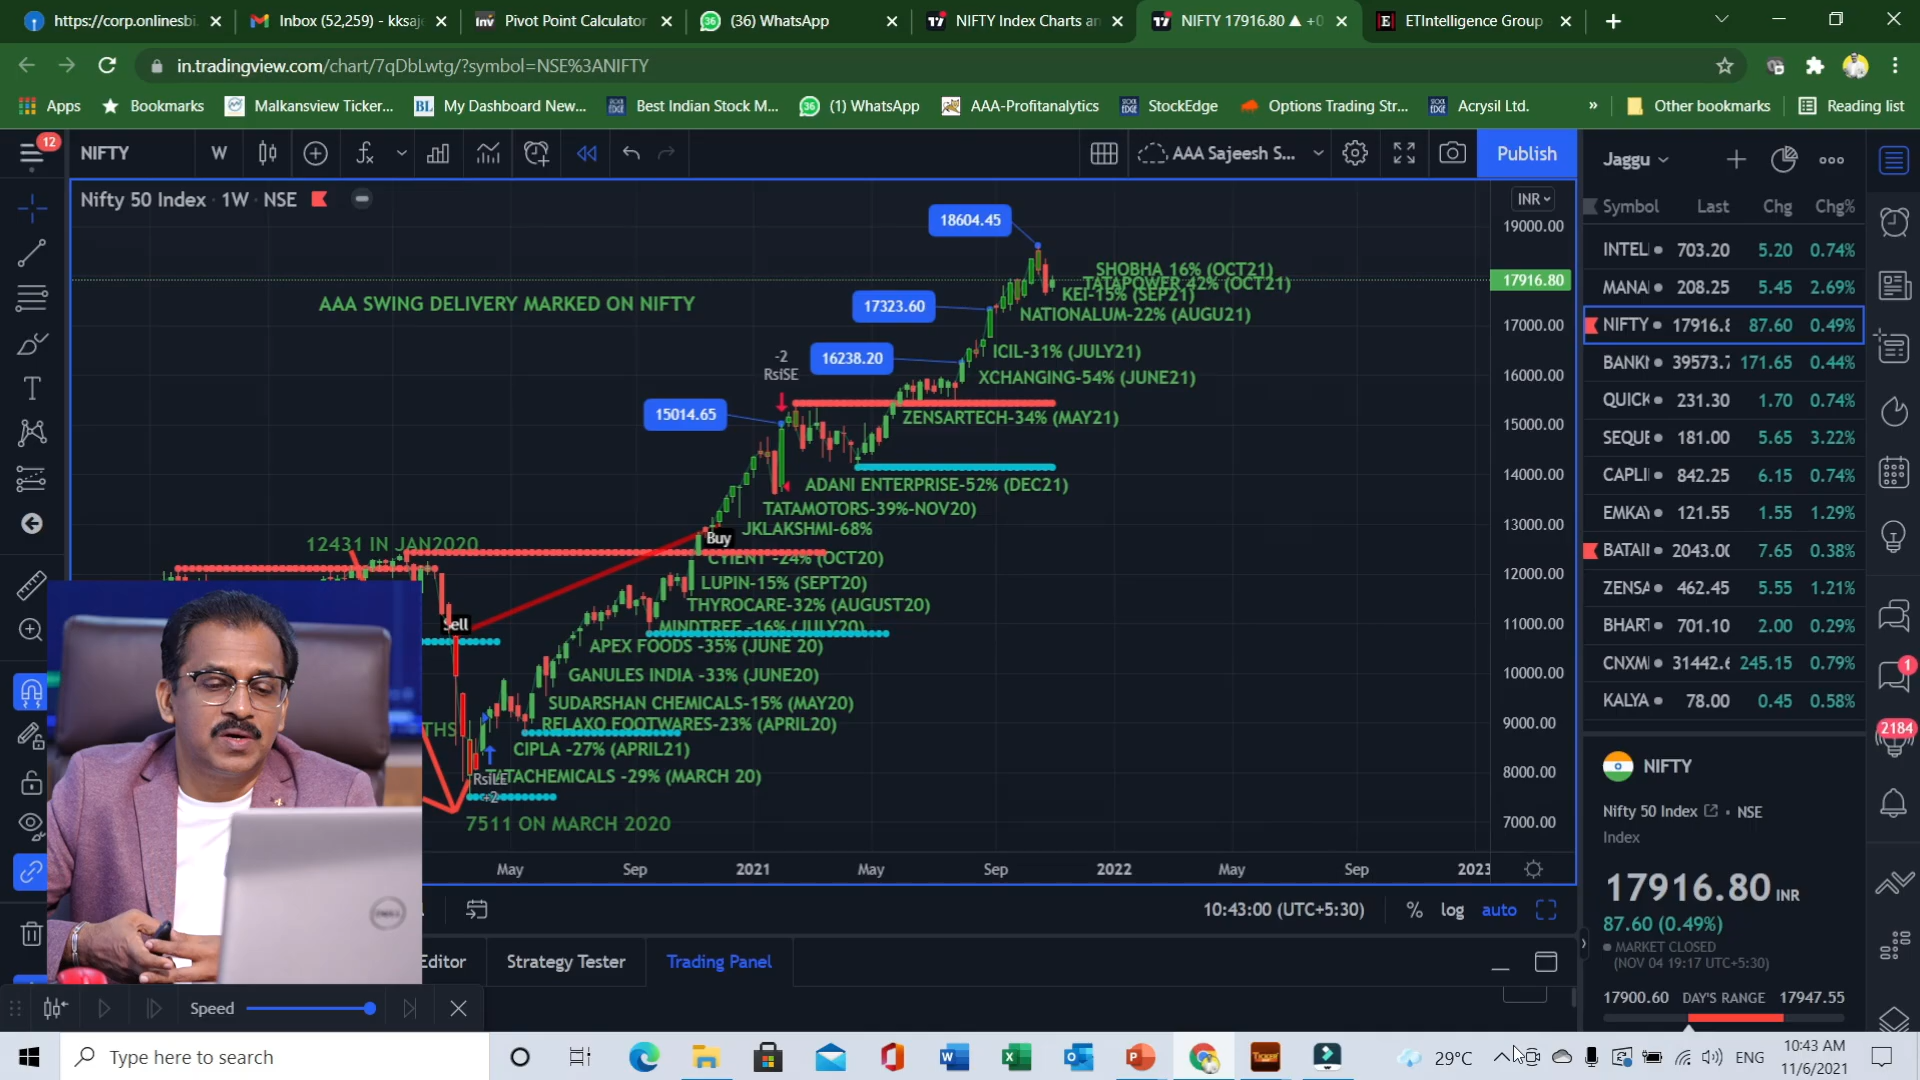 https://corp.onlinesbi.
Inbox (52,259) - kksaj
Pivot Point Calculator
(36) WhatsApp
NIFTY Index Charts an
NIFTY 17916.80 ▲ +0
ETIntelligence Group
in.tradingview.com/chart/7qDbLwtg/?symbol=NSE%3ANIFTY
Apps
Bookmarks
Malkansview Ticker...
My Dashboard New...
Best Indian Stock M...
(1) WhatsApp
AAA-Profitanalytics
StockEdge
Options Trading Str...
Acrysil Ltd.
»
Other bookmarks
Reading list
12
NIFTY
W
AAA Sajeesh S...
Publish
Jaggu
Nifty 50 Index · 1W · NSE
INR
Symbol Last Chg Chg%
19000.00
18604.45
INTEL 703.20 5.20 0.74%
SHOBHA 16% (OCT21)
TATAPOWER 42% (OCT21)
17916.80
MANA 208.25 5.45 2.69%
KEI-15% (SEP21)
AAA SWING DELIVERY MARKED ON NIFTY
17323.60
NATIONALUM-22% (AUGU21)
17000.00
NIFTY 17916.8 87.60 0.49%
-2
RsiSE
16238.20
ICIL-31% (JULY21)
BANKN 39573.7 171.65 0.44%
XCHANGING-54% (JUNE21)
16000.00
QUICK 231.30 1.70 0.74%
15014.65
ZENSARTECH-34% (MAY21)
15000.00
SEQUE 181.00 5.65 3.22%
14000.00
CAPLI 842.25 6.15 0.74%
ADANI ENTERPRISE-52% (DEC21)
TATAMOTORS-39%-NOV20)
EMKAY 121.55 1.55 1.29%
13000.00
JKLAKSHMI-68%
Buy
12431 IN JAN2020
CYIENT -24% (OCT20)
BATAIN 2043.00 7.65 0.38%
12000.00
LUPIN-15% (SEPT20)
ZENSA 462.45 5.55 1.21%
THYROCARE-32% (AUGUST20)
Sell
MINDTREE -16% (JULY20)
11000.00
BHART 701.10 2.00 0.29%
APEX FOODS -35% (JUNE 20)
CNXMI 31442.6 245.15 0.79%
GANULES INDIA -33% (JUNE20)
10000.00
KALYA 78.00 0.45 0.58%
1
SUDARSHAN CHEMICALS-15% (MAY20)
RELAXO FOOTWARES-23% (APRIL20)
9000.00
THS
2184
CIPLA -27% (APRIL21)
NIFTY
TATACHEMICALS -29% (MARCH 20)
8000.00
RsiLE
+2
Nifty 50 Index · NSE
7511 ON MARCH 2020
7000.00
Index
May Sep 2021 May Sep 2022 May Sep 2023
17916.80 INR
10:43:00 (UTC+5:30)
%
log
auto
87.60 (0.49%)
MARKET CLOSED
(NOV 04 19:17 UTC+5:30)
Editor
Strategy Tester
Trading Panel
17900.60 DAY'S RANGE 17947.55
Speed
Type here to search
29°C
ENG
10:43 AM
11/6/2021
DELL